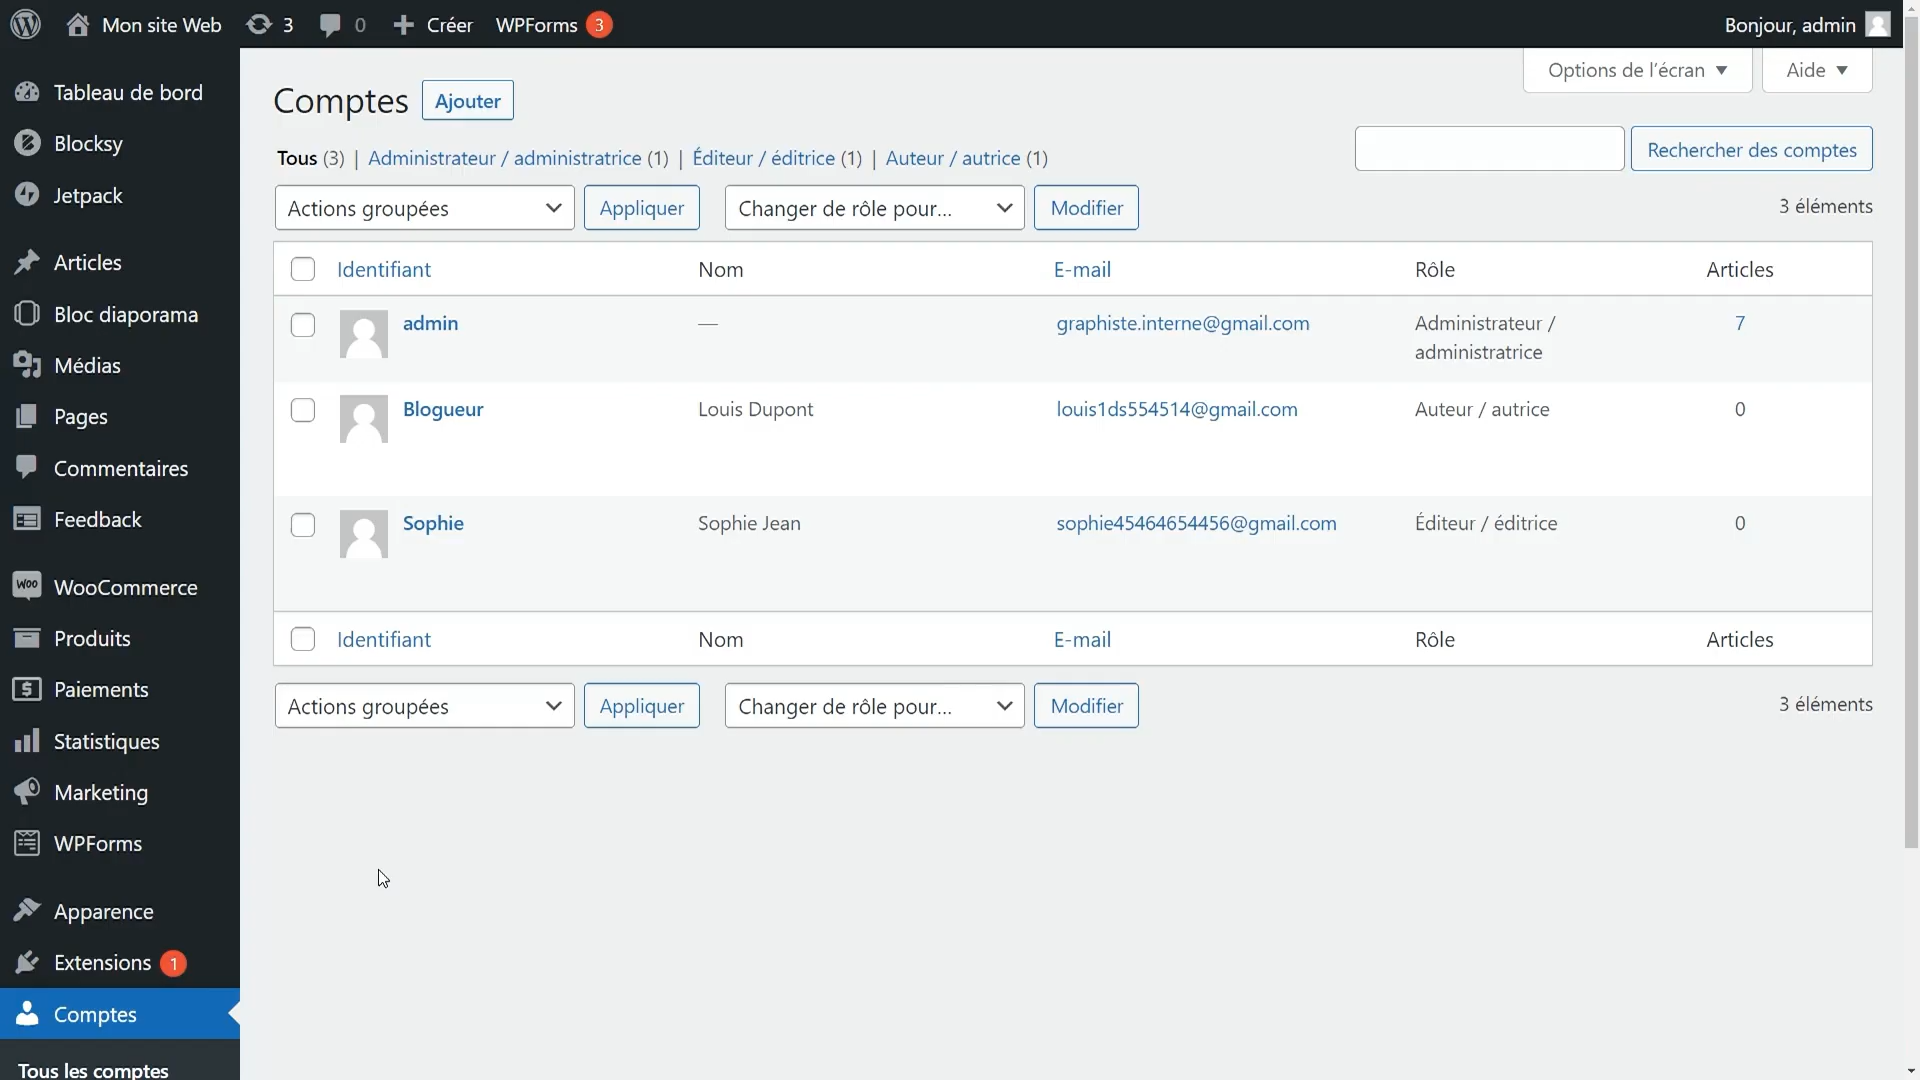 Mon site Web 3 0 Créer WPForms 3 Bonjour, admin
Tableau de bord
Blocksy
Jetpack
Articles
Bloc diaporama
Médias
Pages
Commentaires
Feedback
WOO WooCommerce
Produits
Paiements
Statistiques
Marketing
WPForms
Apparence
Extensions 1
Comptes
Tous les comptes
Options de l'écran Aide
Comptes Ajouter
Tous (3) | Administrateur / administratrice (1) | Éditeur / éditrice (1) | Auteur / autrice (1)
Rechercher des comptes
Actions groupées Appliquer Changer de rôle pour... Modifier 3 éléments
Identifiant Nom E-mail Rôle Articles
admin — graphiste.interne@gmail.com Administrateur / 7
administratrice
Blogueur Louis Dupont louis1ds554514@gmail.com Auteur / autrice 0
Sophie Sophie Jean sophie45464654456@gmail.com Éditeur / éditrice 0
Identifiant Nom E-mail Rôle Articles
Actions groupées Appliquer Changer de rôle pour... Modifier 3 éléments